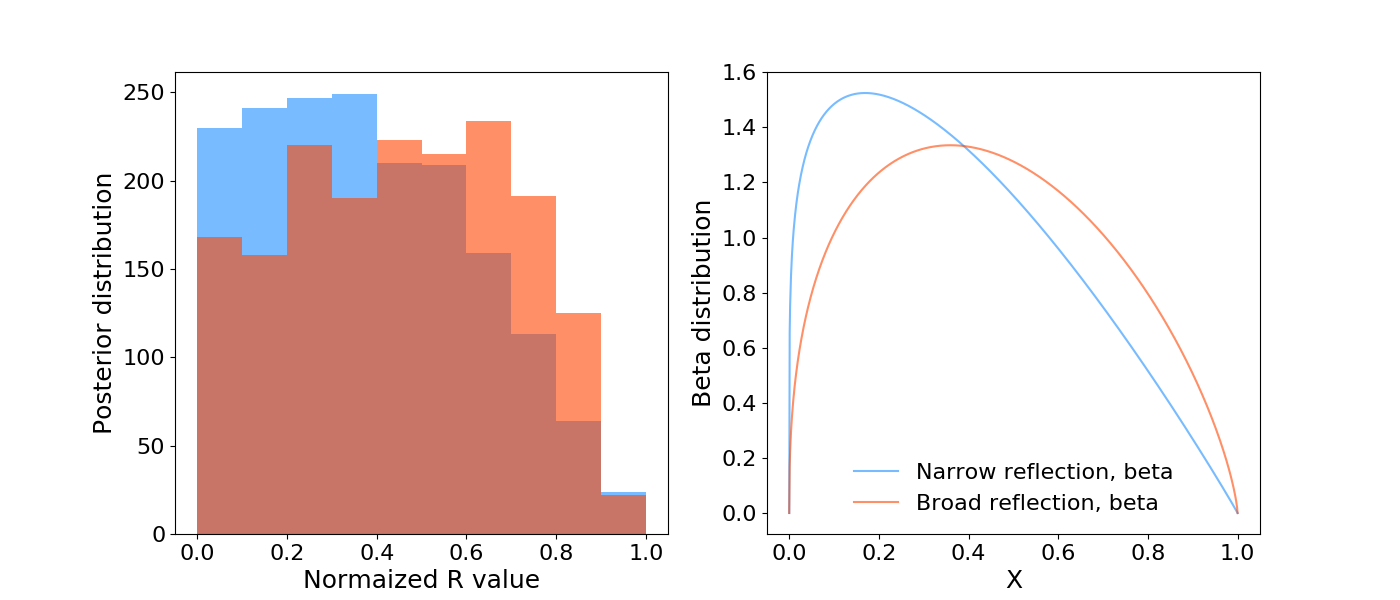 Posterior distribution
250
200
150
100
50
0
0.0 0.2 0.4 0.6 0.8 1.0
Normaized R value
Beta distribution
1.6
1.4
1.2
1.0
0.8
0.6
0.4
0.2
0.0
Narrow reflection, beta
Broad reflection, beta
0.0 0.2 0.4 0.6 0.8 1.0
X